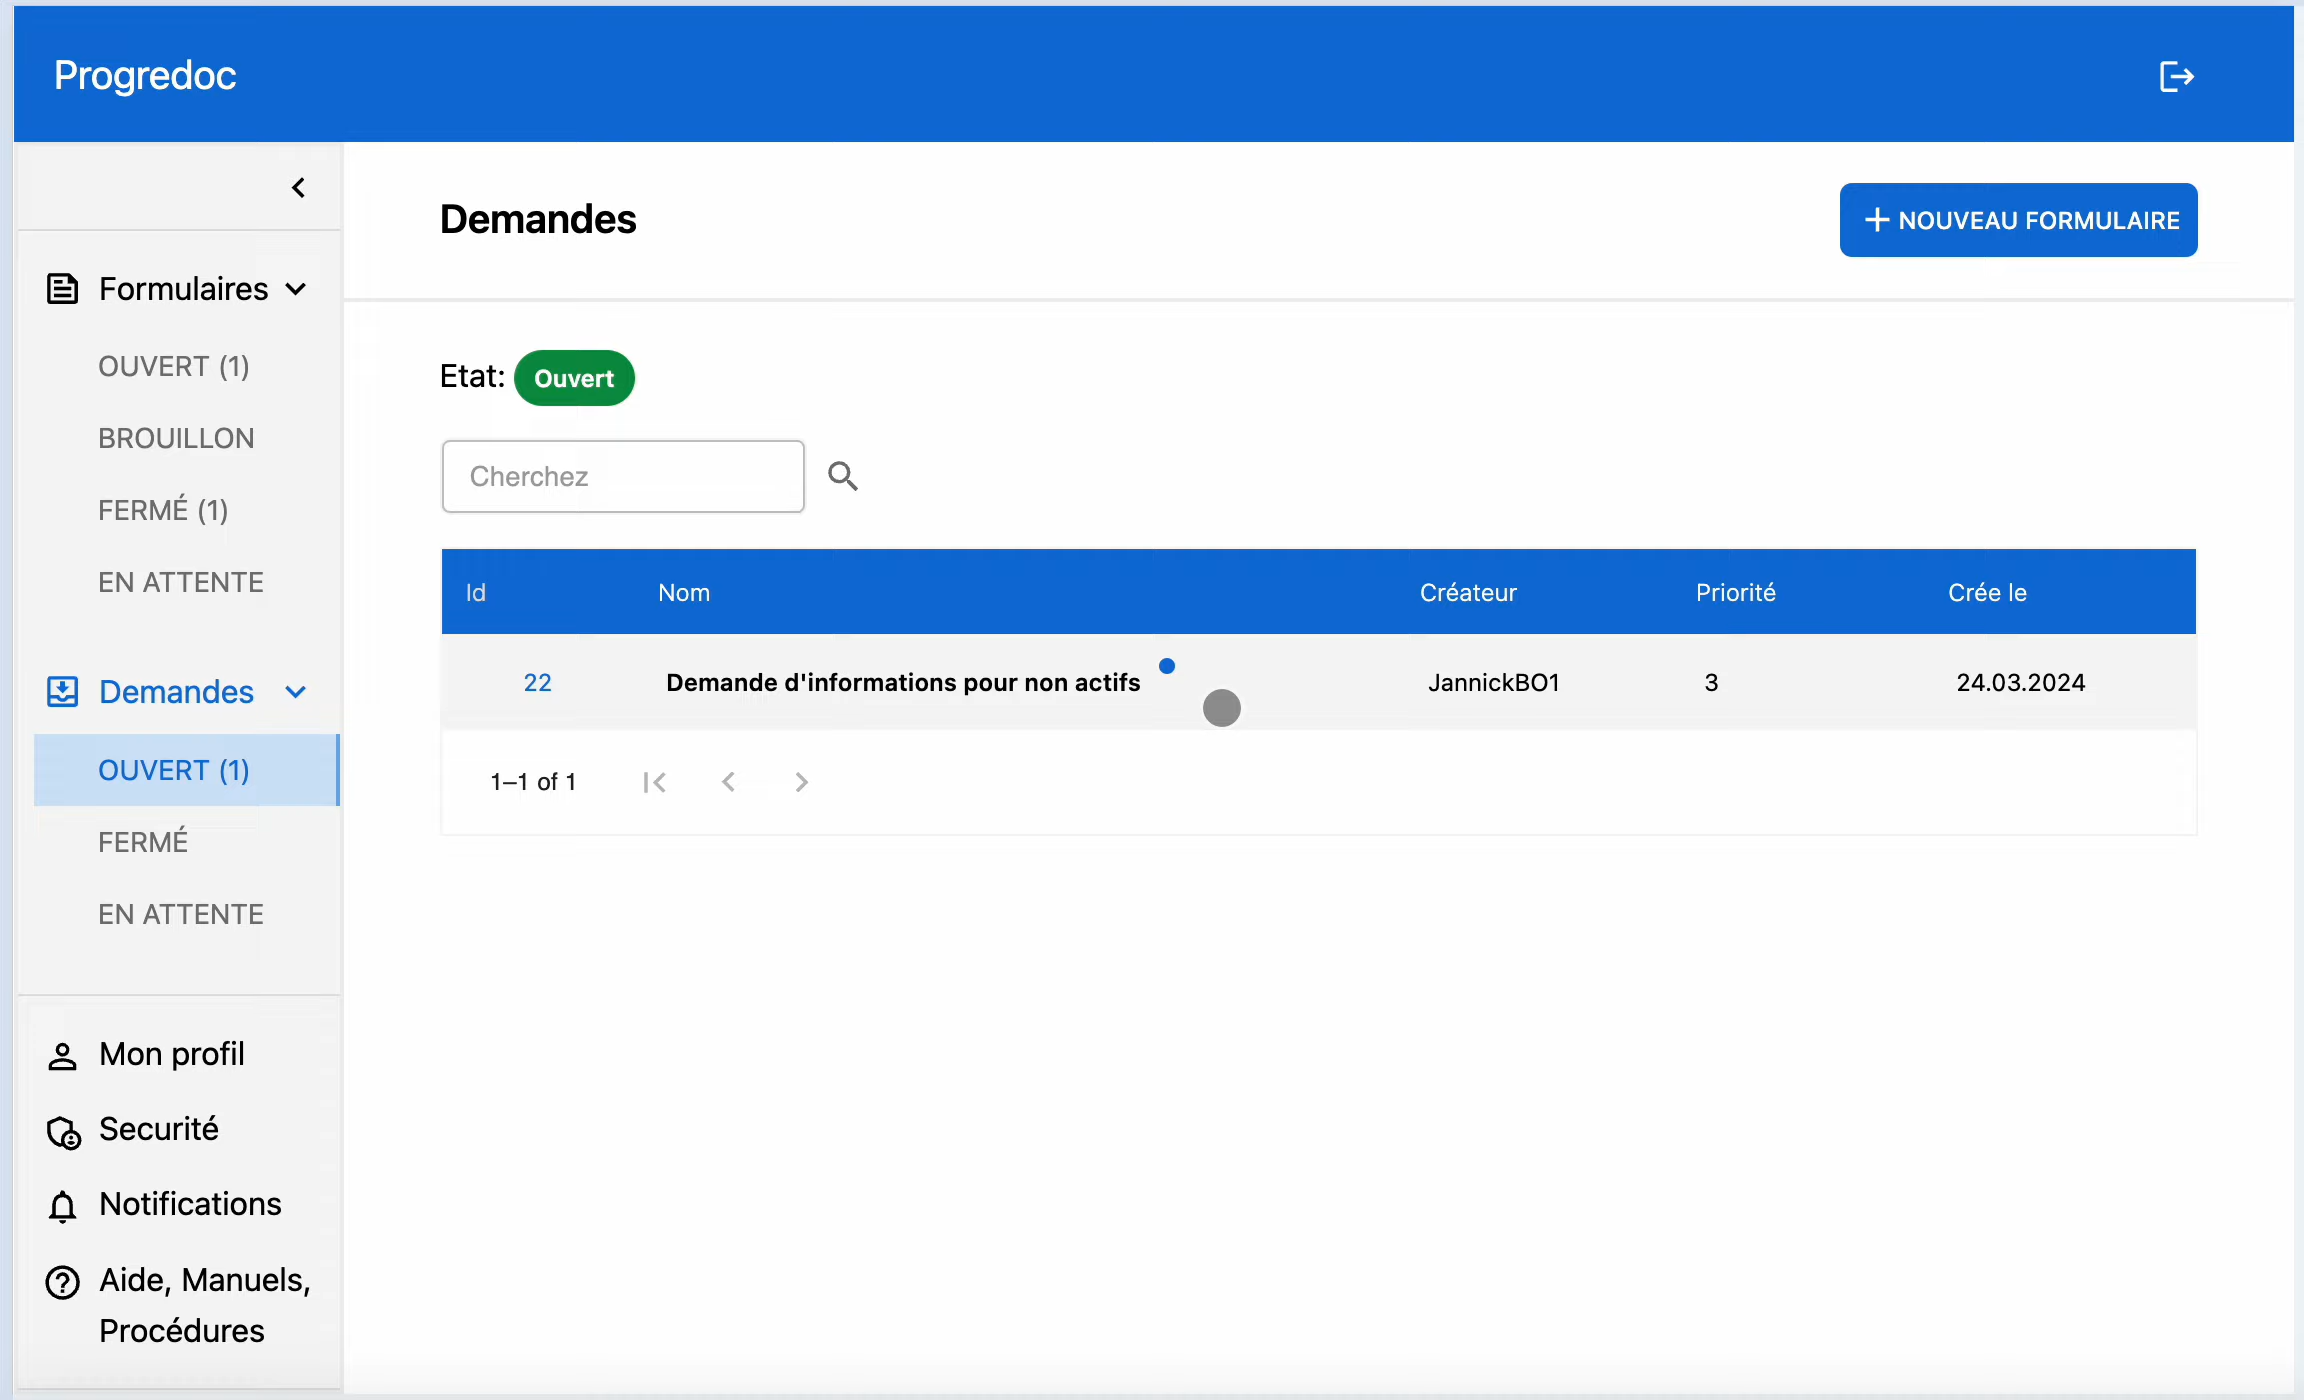 Progredoc
Demandes
+ NOUVEAU FORMULAIRE
Formulaires
OUVERT (1)
BROUILLON
FERMÉ (1)
EN ATTENTE
Demandes
OUVERT (1)
FERMÉ
EN ATTENTE
Mon profil
Securité
Notifications
Aide, Manuels,
Procédures
Etat: Ouvert
Cherchez
Id Nom Créateur Priorité Crée le
22 Demande d'informations pour non actifs JannickBO1 3 24.03.2024
1–1 of 1